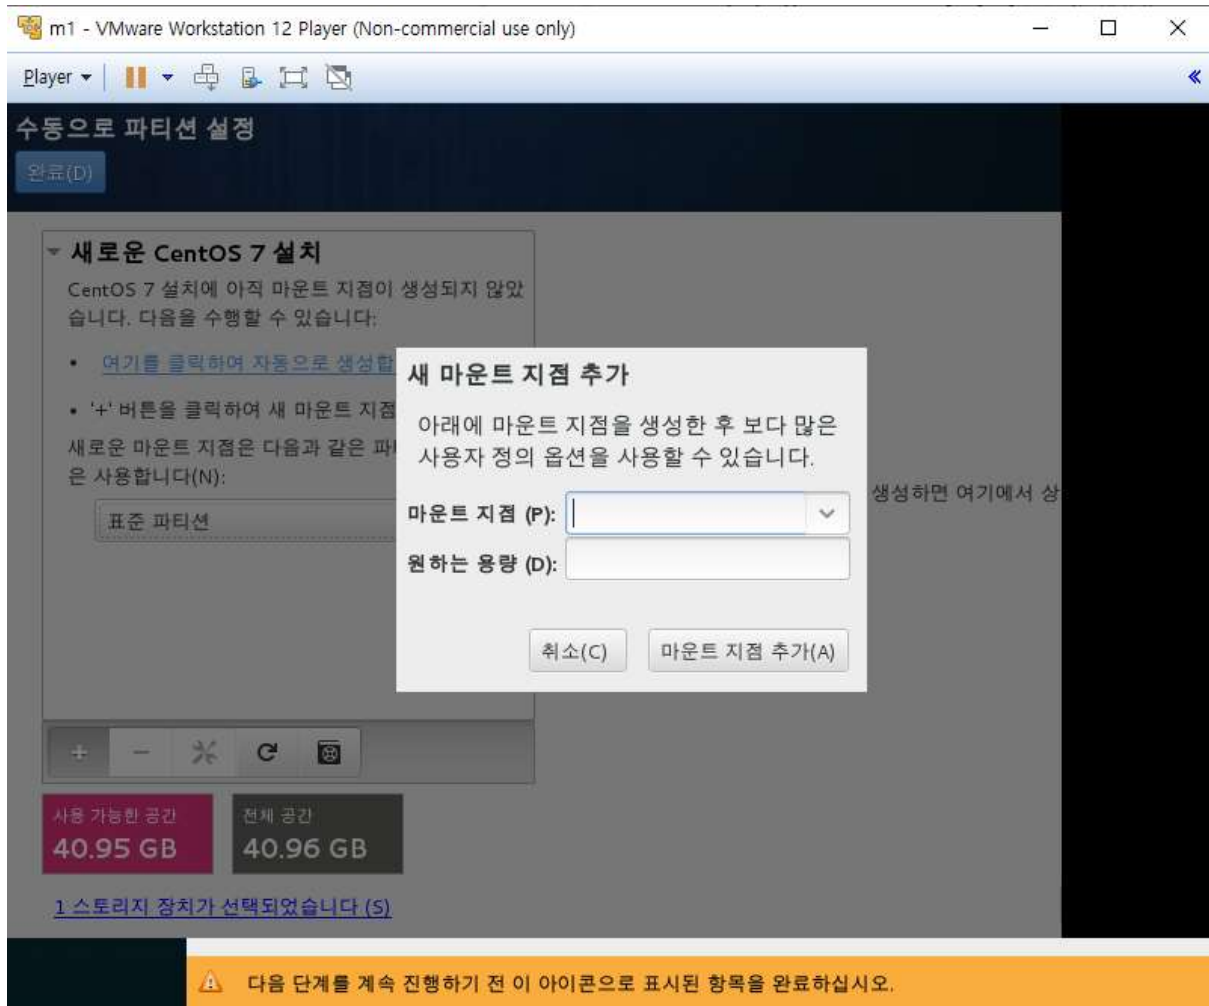 m1 - VMware Workstation 12 Player (Non-commercial use only)
Player
수동으로 파티션 설정
완료(D)
새로운 CentOS 7 설치
CentOS 7 설치에 아직 마운트 지점이 생성되지 않았
습니다. 다음을 수행할 수 있습니다:
• 여기를 클릭하여 자동으로 생성합
• '+' 버튼을 클릭하여 새 마운트 지점
새로운 마운트 지점은 다음과 같은 파
은 사용합니다(N):
표준 파티션
새 마운트 지점 추가
아래에 마운트 지점을 생성한 후 보다 많은
사용자 정의 옵션을 사용할 수 있습니다.
마운트 지점 (P):
원하는 용량 (D):
취소(C) 마운트 지점 추가(A)
생성하면 여기에서 상
사용 가능한 공간
40.95 GB
전체 공간
40.96 GB
1 스토리지 장치가 선택되었습니다 (S)
다음 단계를 계속 진행하기 전 이 아이콘으로 표시된 항목을 완료하십시오.